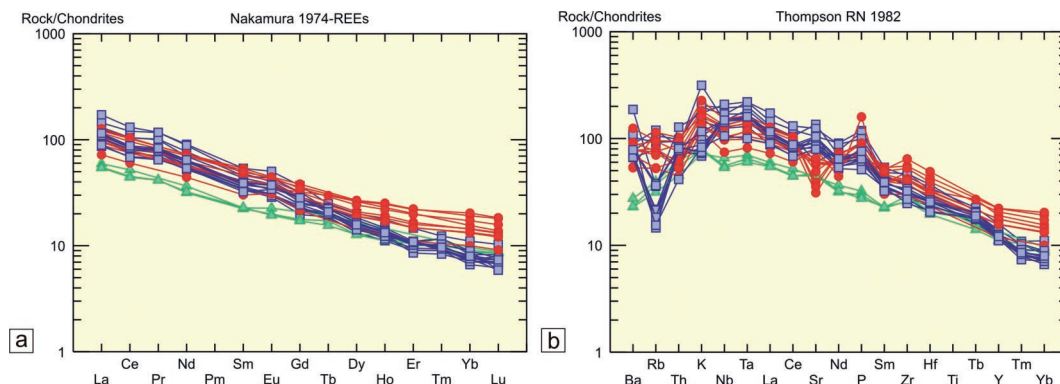 Rock/Chondrites Nakamura 1974-REEs
1000
100
10
1
Ce Nd Sm Gd Dy Er Yb
La Pr Pm Eu Tb Ho Tm Lu
a
Rock/Chondrites Thompson RN 1982
1000
100
10
1
Rb K Ta Ce Nd Sm Hf Tb Tm
Ba Th Nb La Sr P Zr Ti Y Yb
b